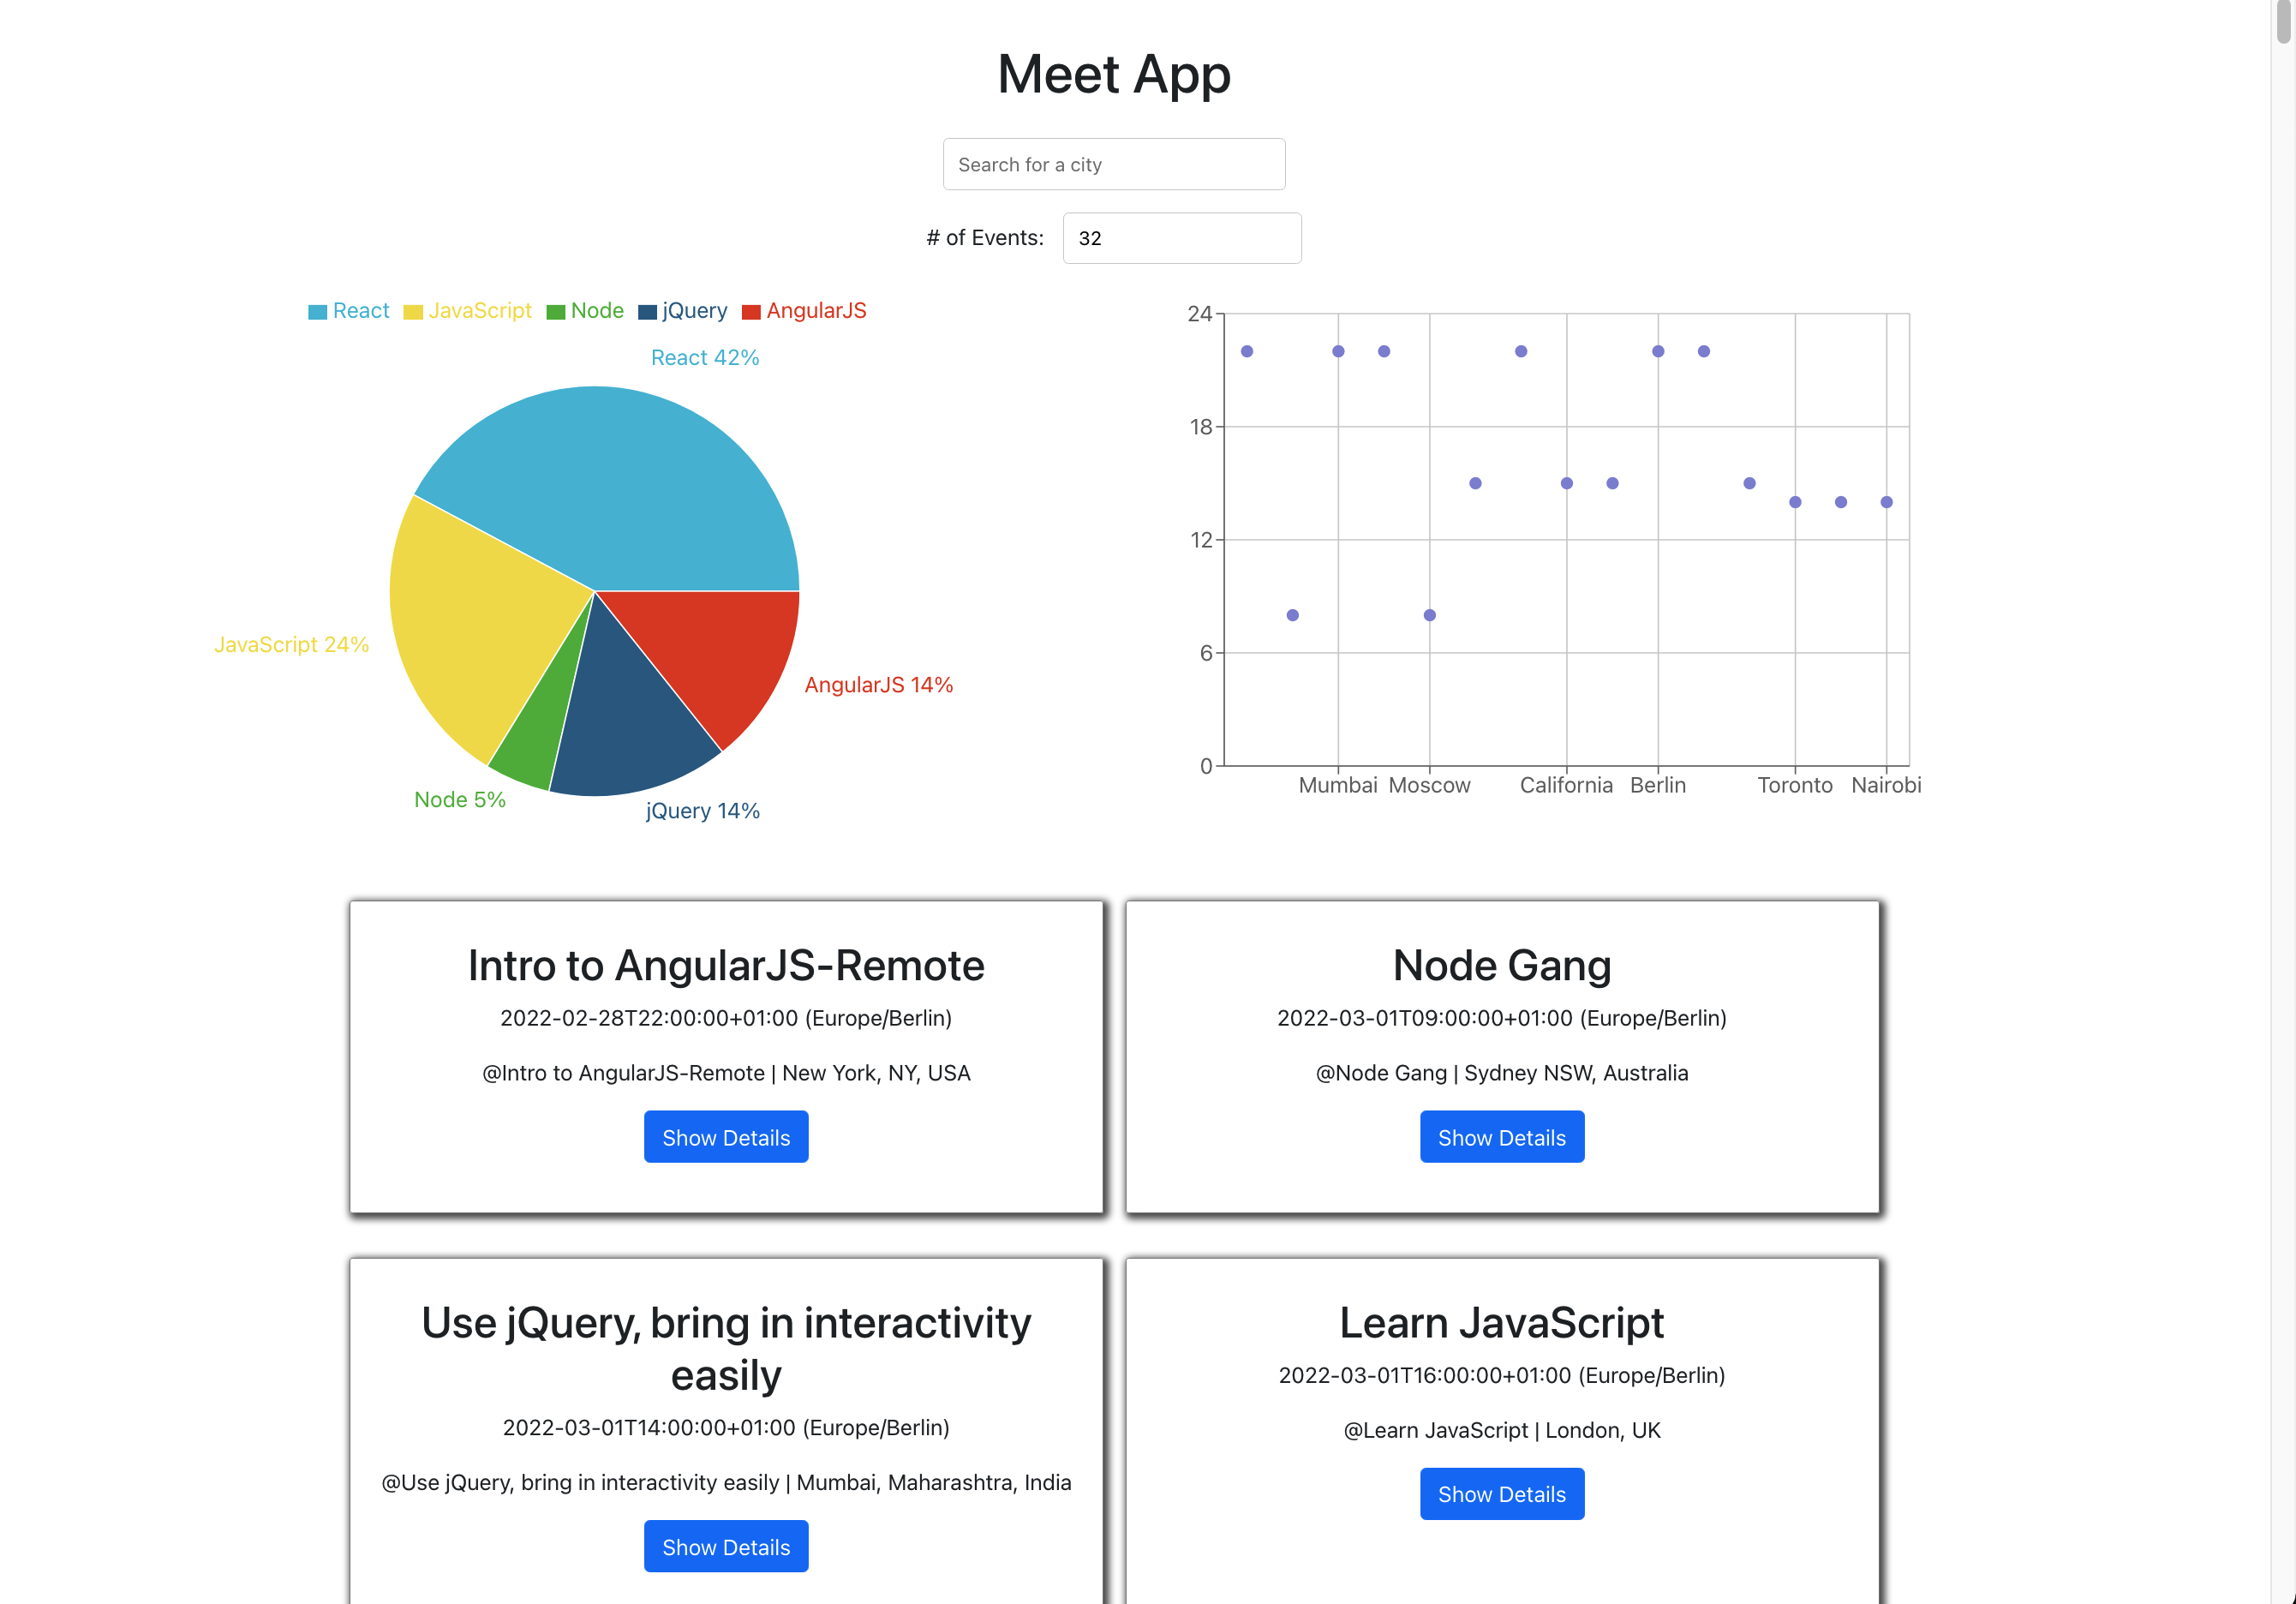 Meet App
Search for a city
# of Events: 32
React JavaScript Node jQuery AngularJS
React 42%
JavaScript 24%
AngularJS 14%
Node 5%
jQuery 14%
24
18
12
6
0
Mumbai Moscow California Berlin Toronto Nairobi
Intro to AngularJS-Remote
2022-02-28T22:00:00+01:00 (Europe/Berlin)
@Intro to AngularJS-Remote | New York, NY, USA
Show Details
Node Gang
2022-03-01T09:00:00+01:00 (Europe/Berlin)
@Node Gang | Sydney NSW, Australia
Show Details
Use jQuery, bring in interactivity
easily
2022-03-01T14:00:00+01:00 (Europe/Berlin)
@Use jQuery, bring in interactivity easily | Mumbai, Maharashtra, India
Show Details
Learn JavaScript
2022-03-01T16:00:00+01:00 (Europe/Berlin)
@Learn JavaScript | London, UK
Show Details